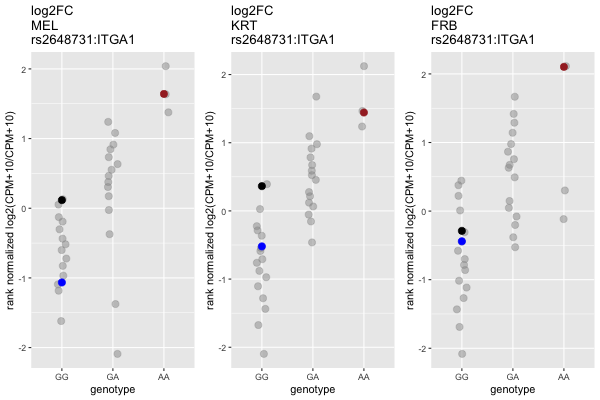 log2FC
MEL
rs2648731:ITGA1
rank normalized log2(CPM+10/CPM+10)
2
1
0
-1
-2
GG
GA
AA
genotype
log2FC
KRT
rs2648731:ITGA1
rank normalized log2(CPM+10/CPM+10)
2
1
0
-1
-2
GG
GA
AA
genotype
log2FC
FRB
rs2648731:ITGA1
rank normalized log2(CPM+10/CPM+10)
2
1
0
-1
-2
GG
GA
AA
genotype